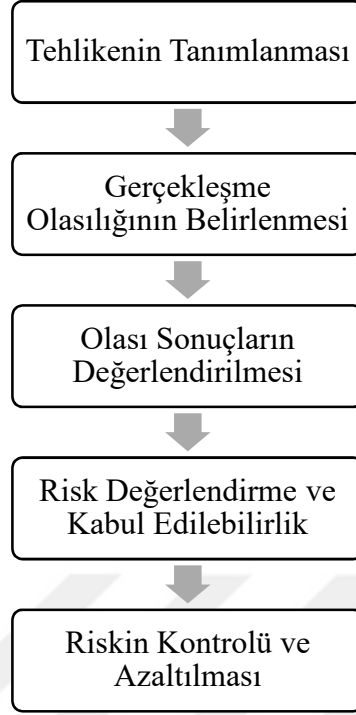 Tehlikenin Tanımlanması
Gerçekleşme
Olasılığının Belirlenmesi
Olası Sonuçların
Değerlendirilmesi
Risk Değerlendirme ve
Kabul Edilebilirlik
Riskin Kontrolü ve
Azaltılması